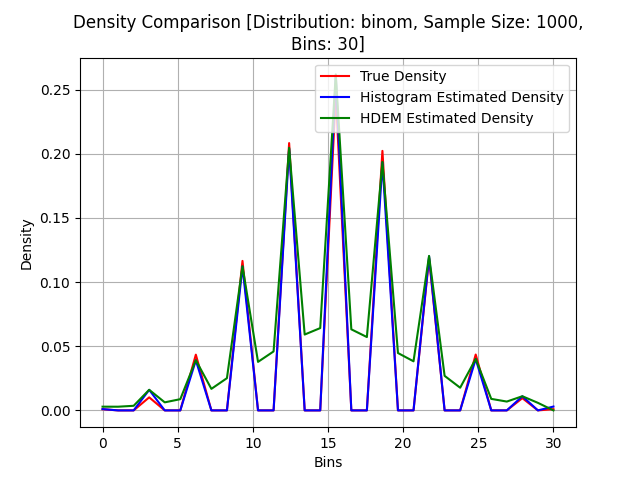 Density Comparison [Distribution: binom, Sample Size: 1000,
Bins: 30]
True Density
Histogram Estimated Density
HDEM Estimated Density
Density
0.25
0.20
0.15
0.10
0.05
0.00
0 5 10 15 20 25 30
Bins